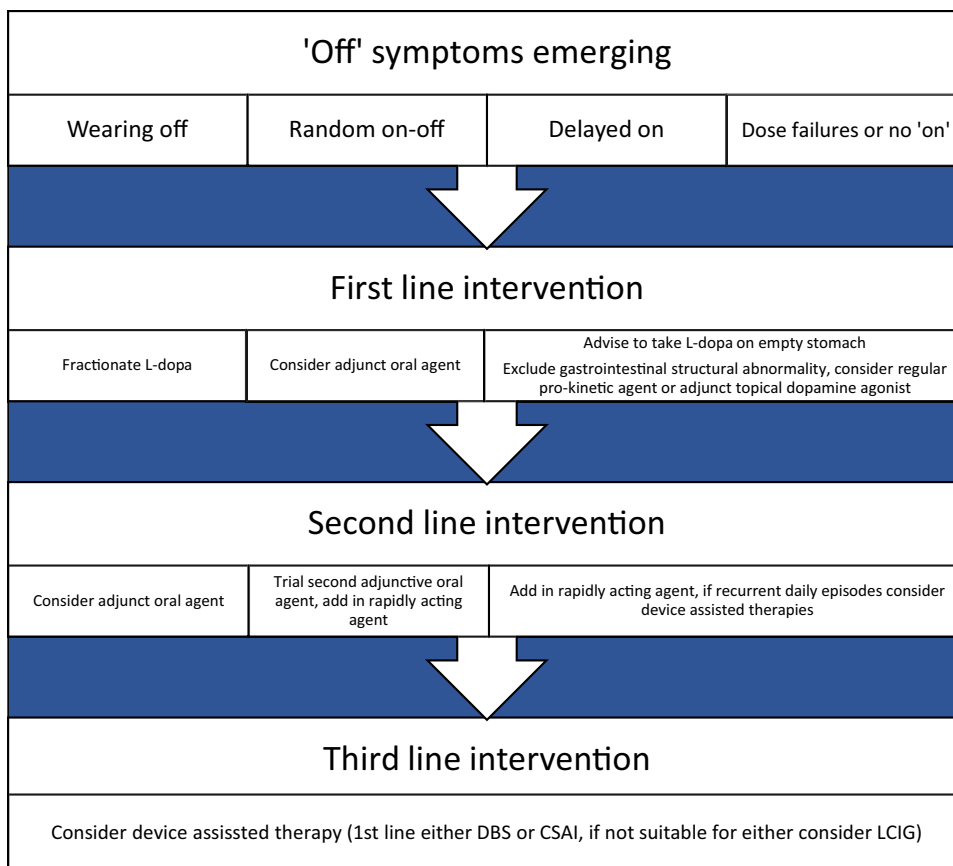 'Off' symptoms emerging
Wearing off
Random on-off
Delayed on
Dose failures or no 'on'
First line intervention
Fractionate L-dopa
Consider adjunct oral agent
Advise to take L-dopa on empty stomach
Exclude gastrointestinal structural abnormality, consider regular
pro-kinetic agent or adjunct topical dopamine agonist
Second line intervention
Consider adjunct oral agent
Trial second adjunctive oral
agent, add in rapidly acting
agent
Add in rapidly acting agent, if recurrent daily episodes consider
device assisted therapies
Third line intervention
Consider device assissted therapy (1st line either DBS or CSAI, if not suitable for either consider LCIG)